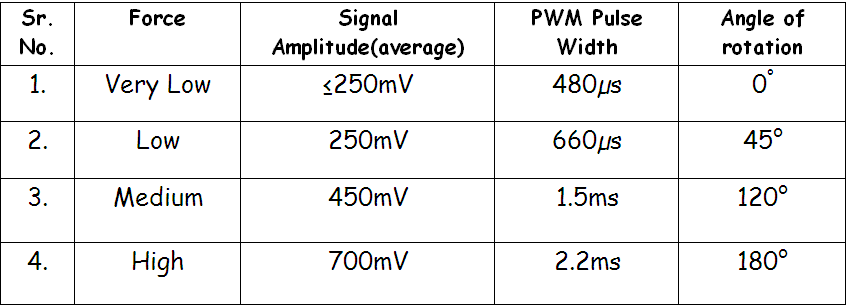 Sr. No. Force Signal Amplitude(average) PWM Pulse Width Angle of rotation
1. Very Low ≤250mV 480µs 0°
2. Low 250mV 660µs 45°
3. Medium 450mV 1.5ms 120°
4. High 700mV 2.2ms 180°